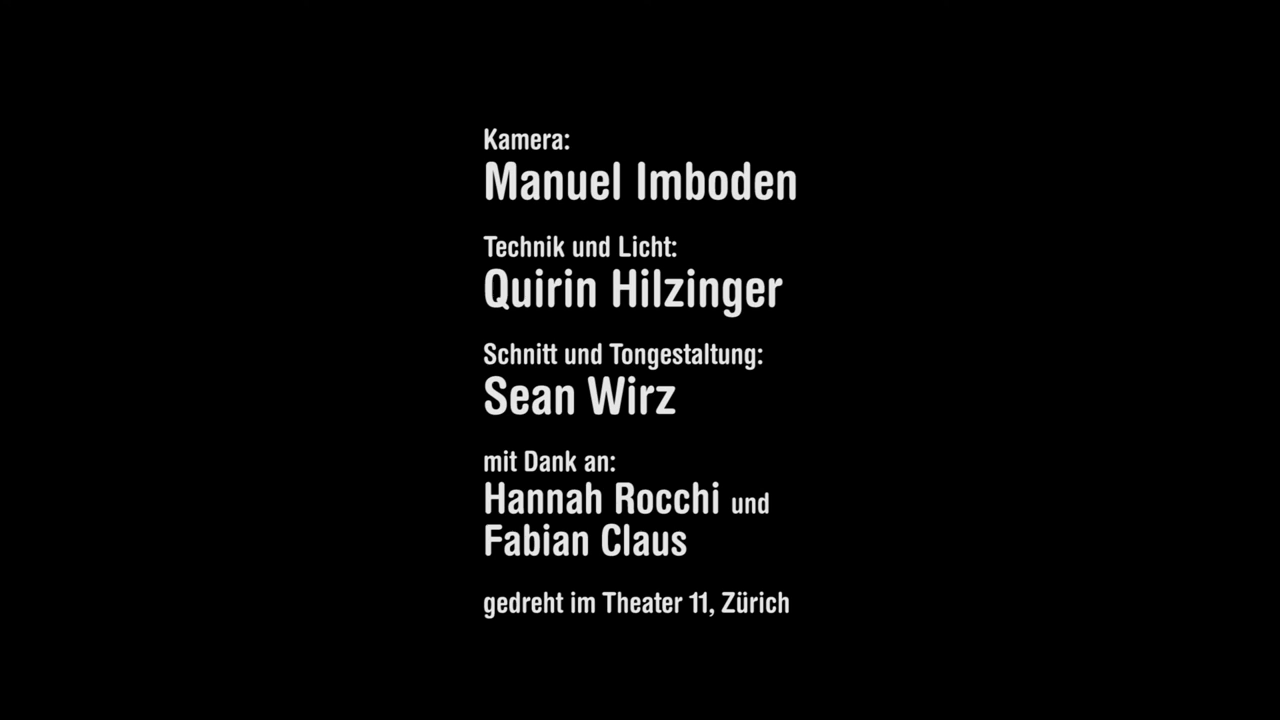 Kamera:
Manuel Imboden
Technik und Licht:
Quirin Hilzinger
Schnitt und Tongestaltung:
Sean Wirz
mit Dank an:
Hannah Rocchi und
Fabian Claus
gedreht im Theater 11, Zürich